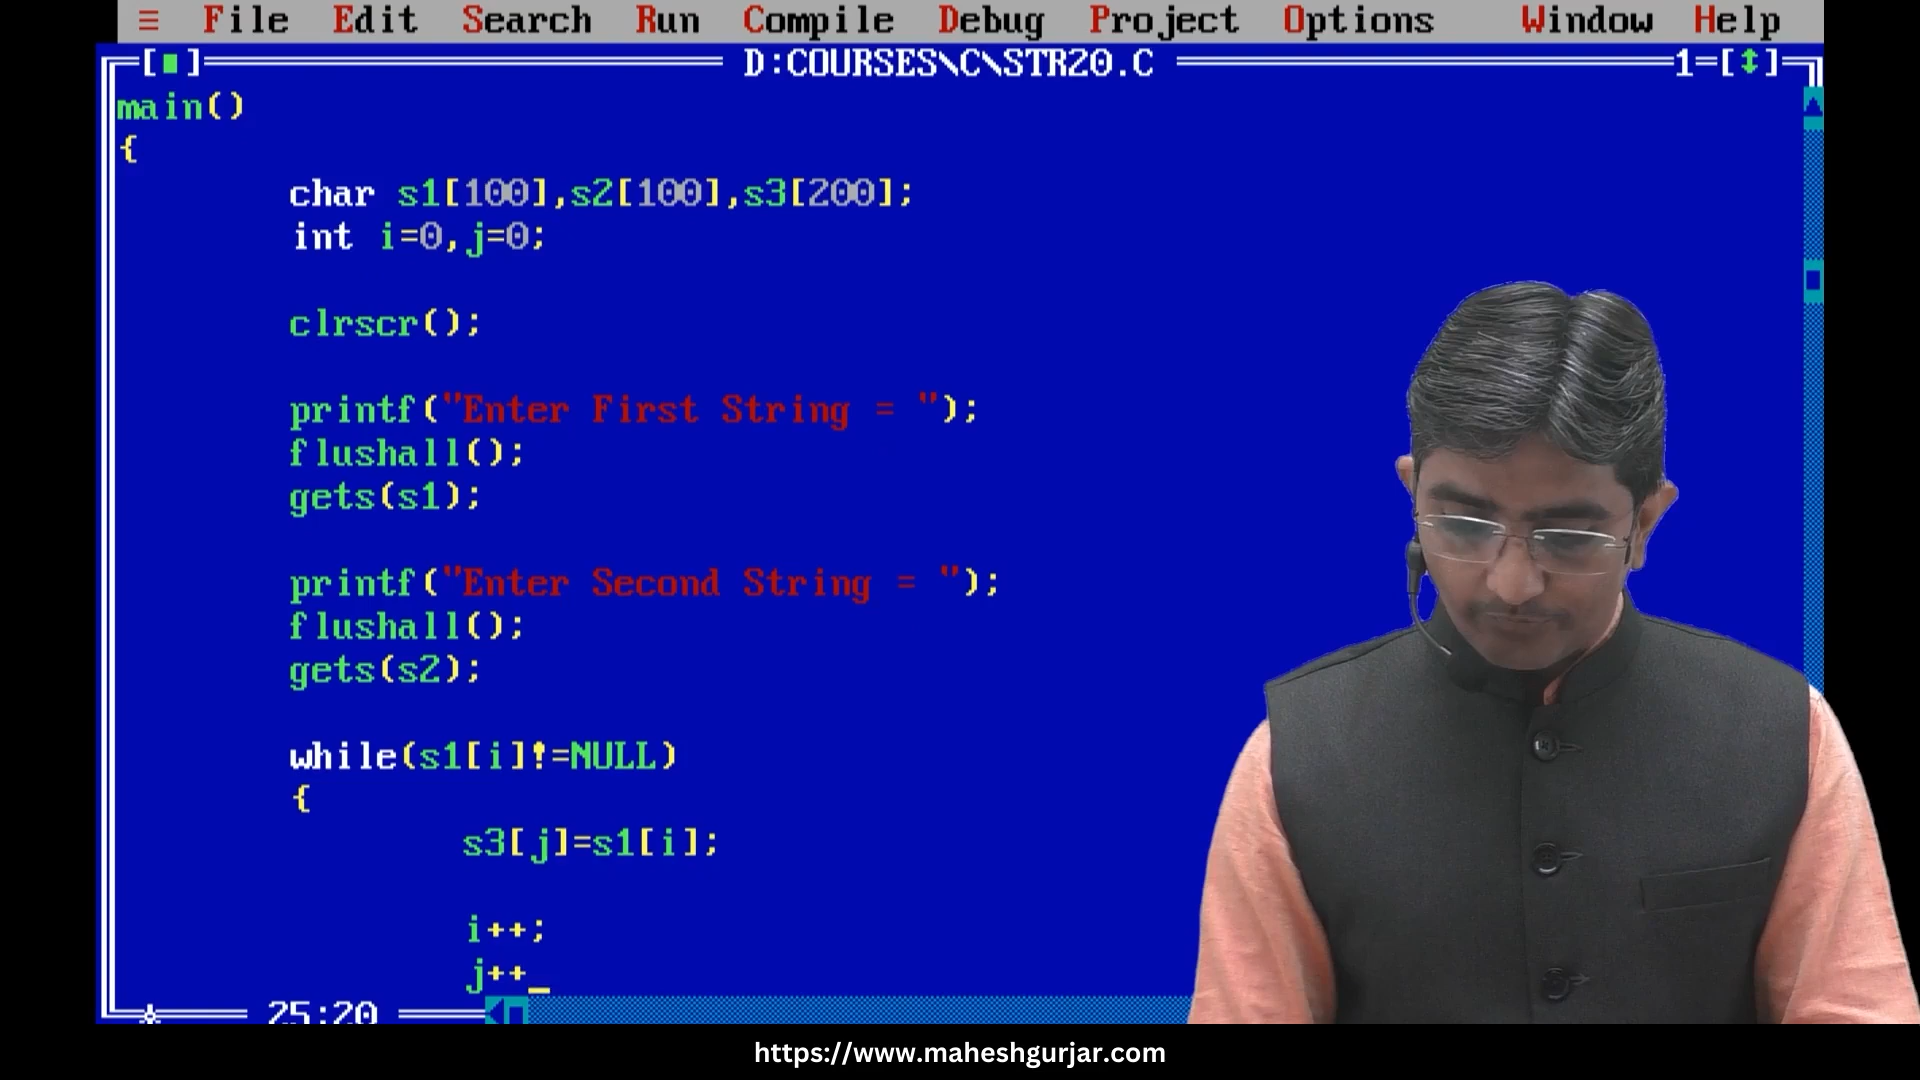 ≡ File Edit Search Run Compile Debug Project Options Window Help
[■] D:COURSES\C\STR20.C 1=[↕]
main()
{
char s1[100],s2[100],s3[200];
int i=0,j=0;
clrscr();
printf("Enter First String = ");
flushall();
gets(s1);
printf("Enter Second String = ");
flushall();
gets(s2);
while(s1[i]!=NULL)
{
s3[j]=s1[i];
i++;
j++_
25:20
https://www.maheshgurjar.com